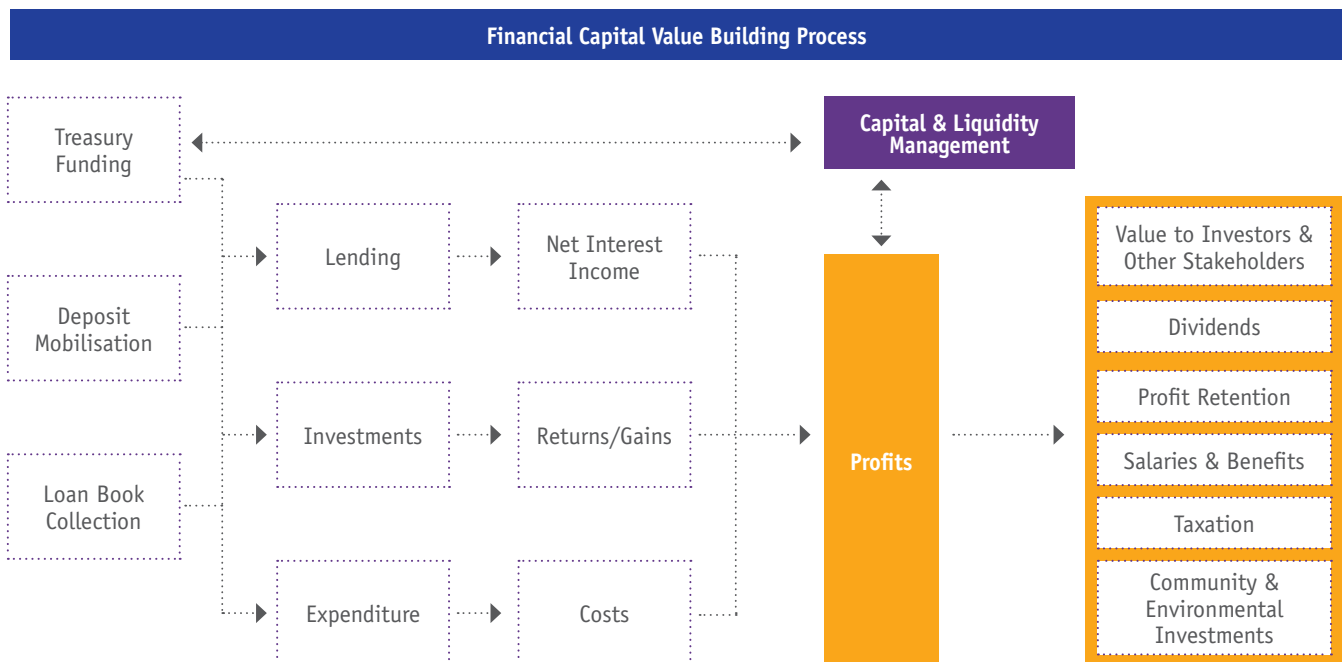 Financial Capital Value Building Process
Treasury
Funding
Deposit
Mobilisation
Loan Book
Collection
Lending
Investments
Expenditure
Net Interest
Income
Returns/Gains
Costs
Capital & Liquidity
Management
Profits
Value to Investors &
Other Stakeholders
Dividends
Profit Retention
Salaries & Benefits
Taxation
Community &
Environmental
Investments